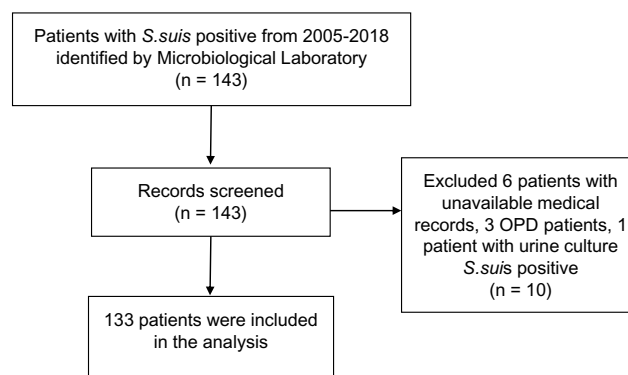 Patients with S.suis positive from 2005-2018
identified by Microbiological Laboratory
(n = 143)
Records screened
(n = 143)
Excluded 6 patients with
unavailable medical
records, 3 OPD patients, 1
patient with urine culture
S.suis positive
(n = 10)
133 patients were included
in the analysis